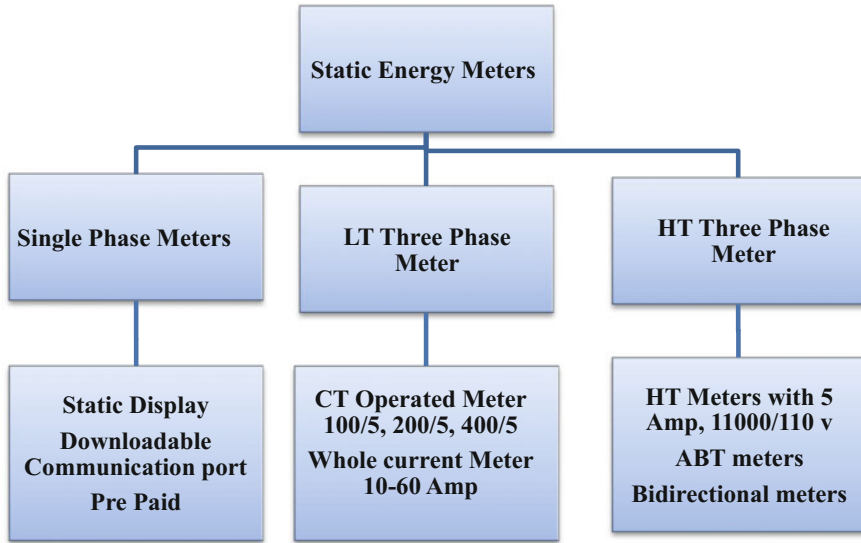 Static Energy Meters
Single Phase Meters
LT Three Phase
Meter
HT Three Phase
Meter
Static Display
Downloadable
Communication port
Pre Paid
CT Operated Meter
100/5, 200/5, 400/5
Whole current Meter
10-60 Amp
HT Meters with 5
Amp, 11000/110 v
ABT meters
Bidirectional meters